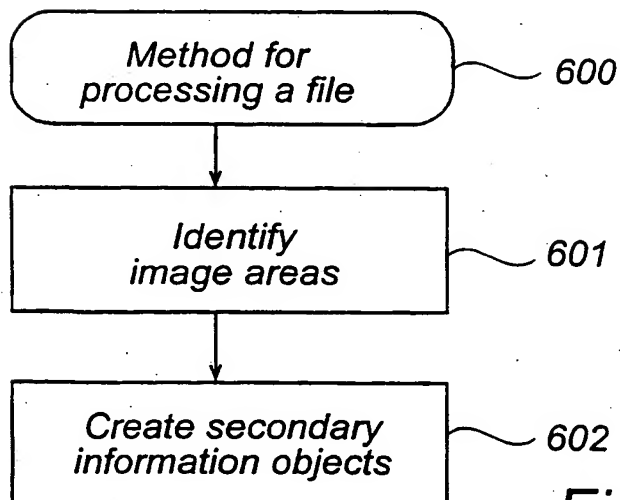 Method for
processing a file
600
Identify
image areas
601
Create secondary
information objects
602